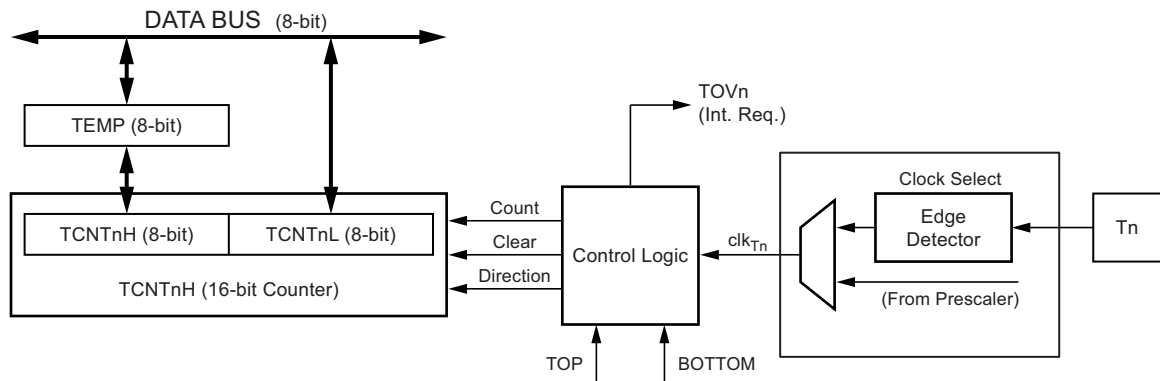 DATA BUS (8-bit)
TEMP (8-bit)
TCNTnH (8-bit)
TCNTnL (8-bit)
TCNTnH (16-bit Counter)
Count
Clear
Direction
TOVn
(Int. Req.)
Control Logic
TOP
BOTTOM
clkTn
Clock Select
Edge
Detector
(From Prescaler)
Tn